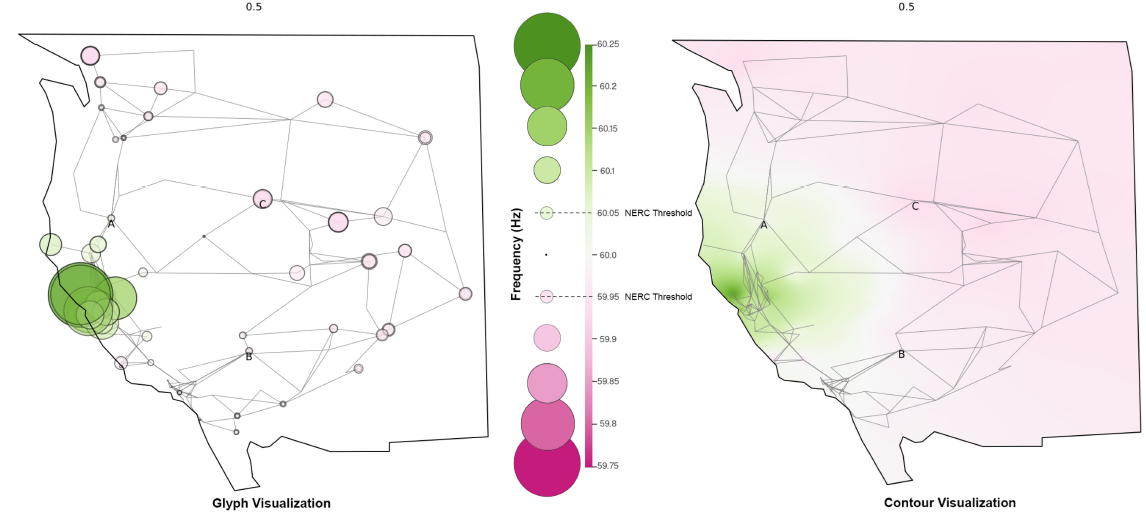 0.5
0.5
60.25
60.2
60.15
60.1
60.05
NERC Threshold
60.0
59.95
NERC Threshold
59.9
59.85
59.8
59.75
Frequency (Hz)
A
B
C
A
B
C
Glyph Visualization
Contour Visualization